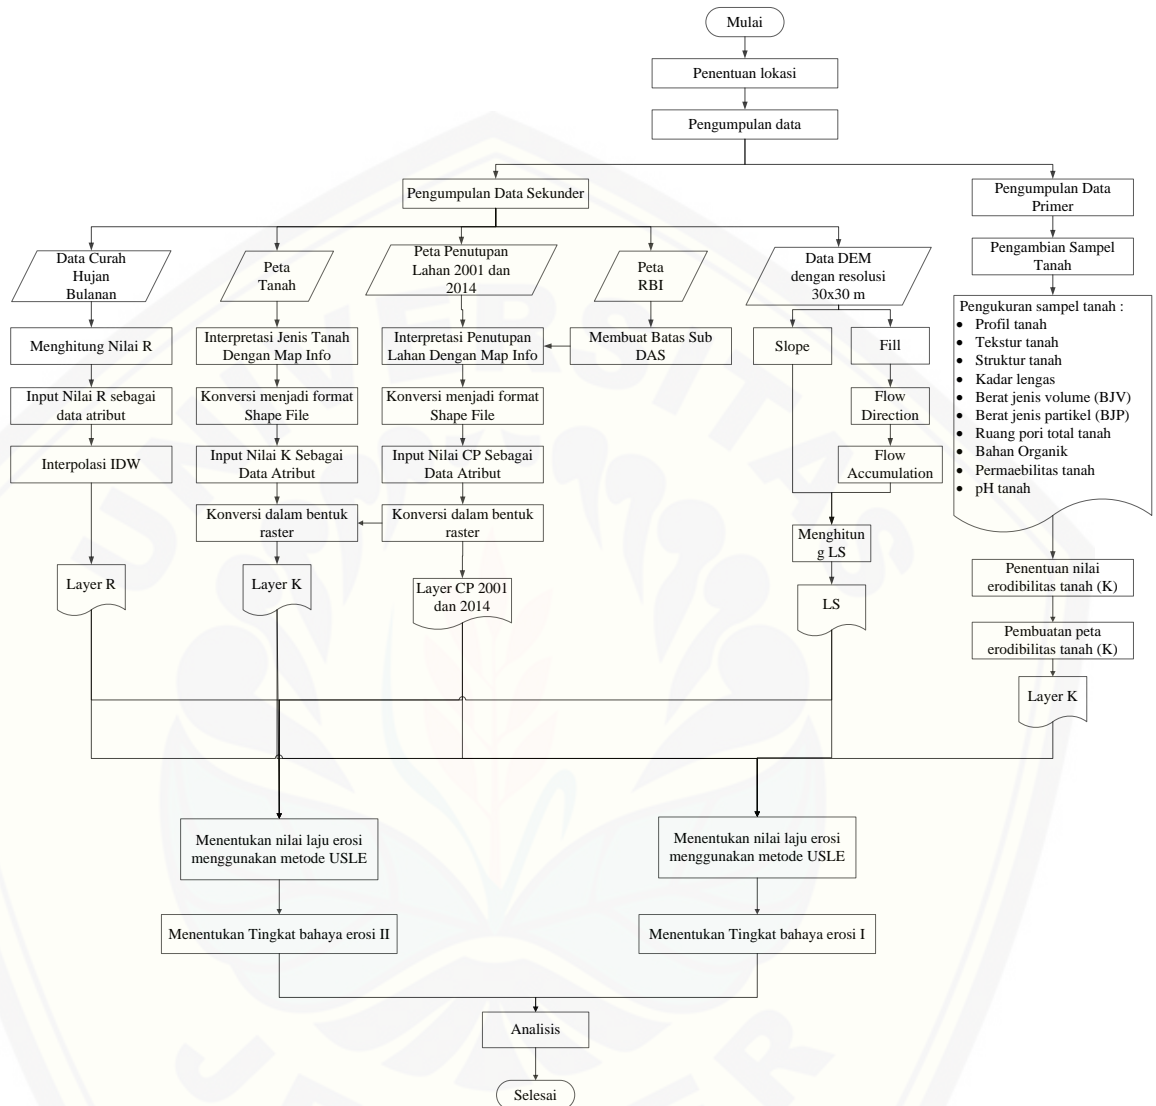 Mulai
Penentuan lokasi
Pengumpulan data
Pengumpulan Data Sekunder
Pengumpulan Data
Primer
Pengambian Sampel
Tanah
Data Curah
Hujan
Bulanan
Peta
Tanah
Peta Penutupan
Lahan 2001 dan
2014
Peta
RBI
Data DEM
dengan resolusi
30x30 m
Pengukuran sampel tanah :
• Profil tanah
• Tekstur tanah
• Struktur tanah
• Kadar lengas
• Berat jenis volume (BJV)
• Berat jenis partikel (BJP)
• Ruang pori total tanah
• Bahan Organik
• Permaebilitas tanah
• pH tanah
Menghitung Nilai R
Interpretasi Jenis Tanah
Dengan Map Info
Interpretasi Penutupan
Lahan Dengan Map Info
Membuat Batas Sub
DAS
Slope
Fill
Input Nilai R sebagai
data atribut
Konversi menjadi format
Shape File
Konversi menjadi format
Shape File
Flow
Direction
Interpolasi IDW
Input Nilai K Sebagai
Data Atribut
Input Nilai CP Sebagai
Data Atribut
Flow
Accumulation
Konversi dalam bentuk
raster
Konversi dalam bentuk
raster
Menghitun
g LS
Layer R
Layer K
Layer CP 2001
dan 2014
LS
Penentuan nilai
erodibilitas tanah (K)
Pembuatan peta
erodibilitas tanah (K)
Layer K
Menentukan nilai laju erosi
menggunakan metode USLE
Menentukan nilai laju erosi
menggunakan metode USLE
Menentukan Tingkat bahaya erosi II
Menentukan Tingkat bahaya erosi I
Analisis
Selesai
UNIVERSITAS
JEMBER